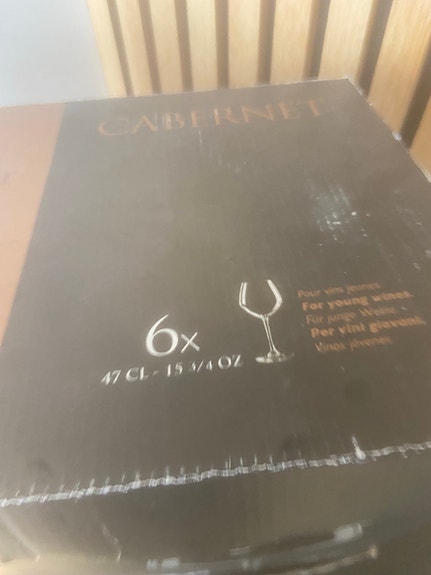 CABERNET
6x
47 CL - 15 3/4 OZ
Pour vins jeunes.
For young wines.
Für junge Weine.
Per vini giovani.
Vinos jóvenes.